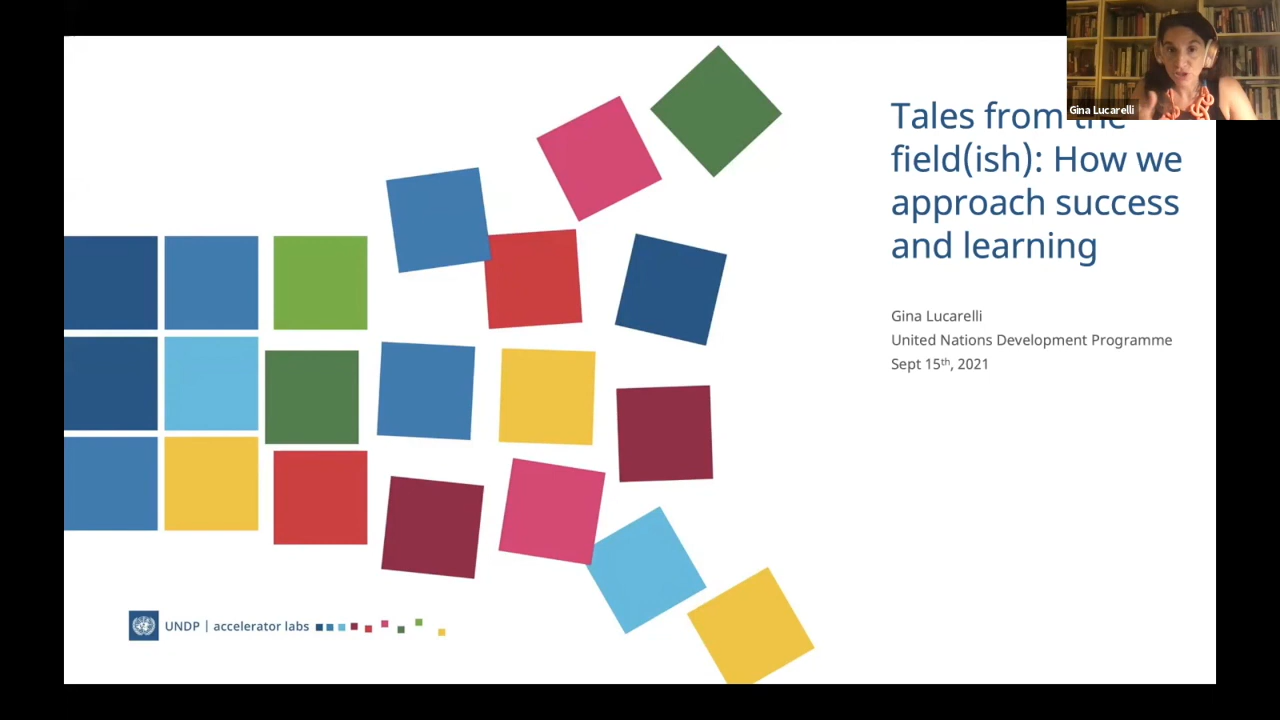 Gina Lucarelli
Tales from the
field(ish): How we
approach success
and learning
Gina Lucarelli
United Nations Development Programme
Sept 15th, 2021
UNDP | accelerator labs